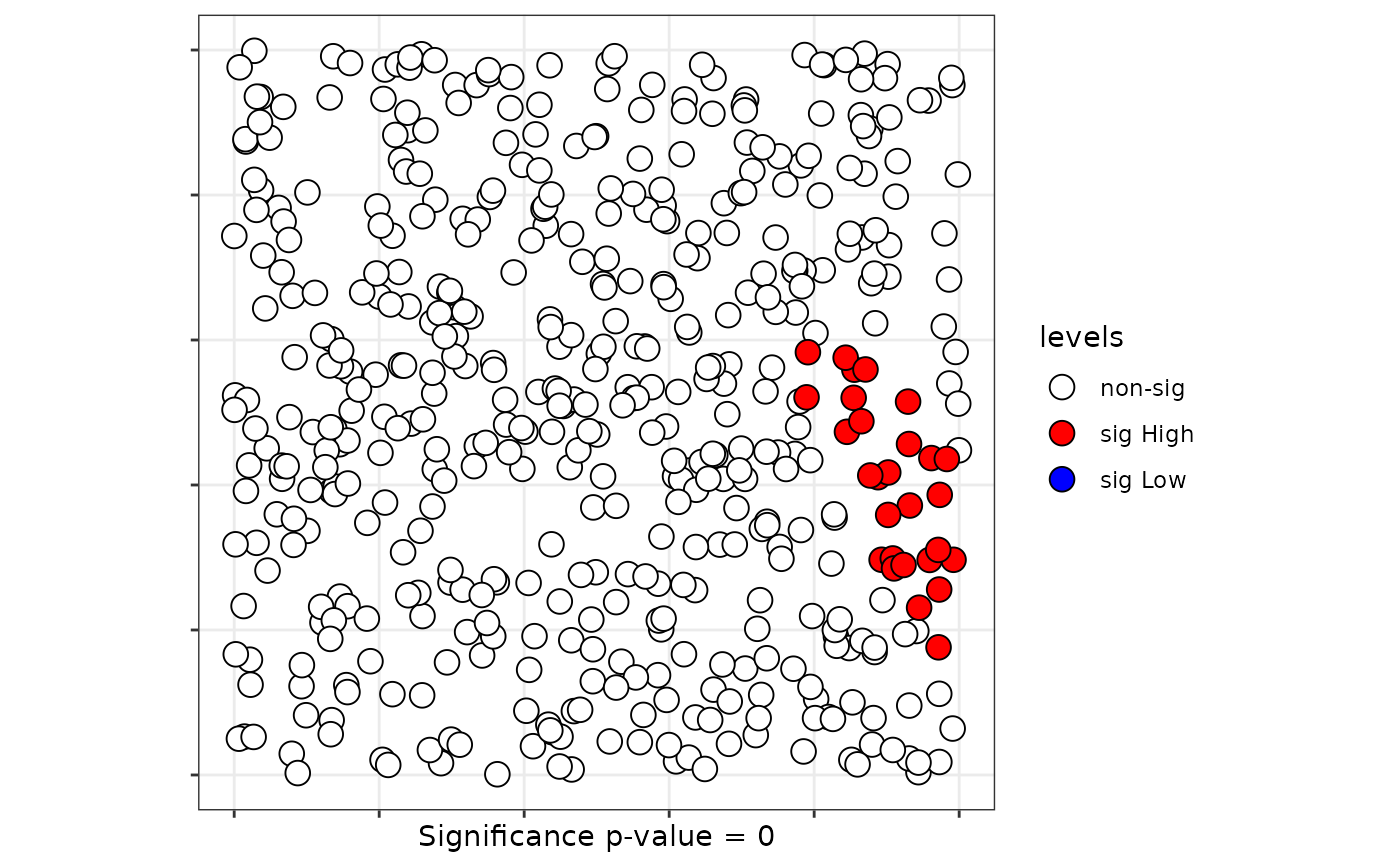 levels
non-sig
sig High
sig Low
Significance p-value = 0